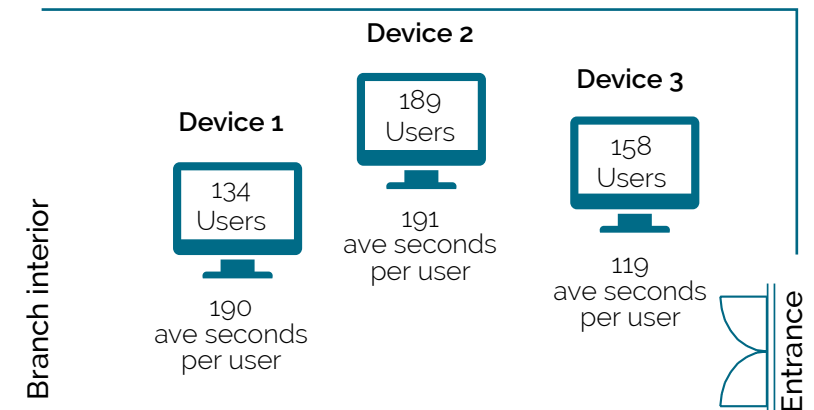 Device 2
189
Users
191
ave seconds
per user
Device 3
158
Users
119
ave seconds
per user
Device 1
134
Users
190
ave seconds
per user
Branch interior
Entrance